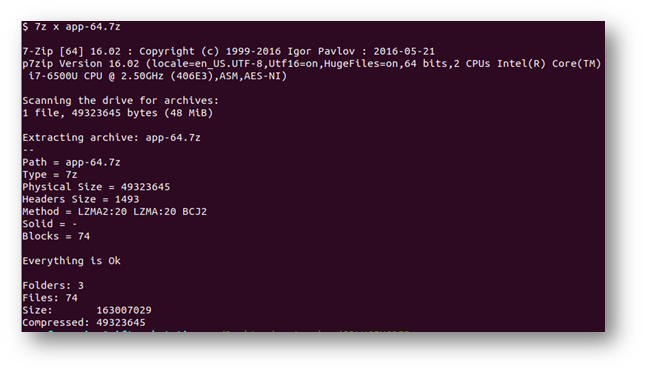 $ 7z x app-64.7z
7-Zip [64] 16.02 : Copyright (c) 1999-2016 Igor Pavlov : 2016-05-21
p7zip Version 16.02 (locale=en_US.UTF-8,Utf16=on,HugeFiles=on,64 bits,2 CPUs Intel(R) Core(TM)
i7-6500U CPU @ 2.50GHz (406E3),ASM,AES-NI)
Scanning the drive for archives:
1 file, 49323645 bytes (48 MiB)
Extracting archive: app-64.7z
--
Path = app-64.7z
Type = 7z
Physical Size = 49323645
Headers Size = 1493
Method = LZMA2:20 LZMA:20 BCJ2
Solid = -
Blocks = 74
Everything is Ok
Folders: 3
Files: 74
Size:       163007029
Compressed: 49323645